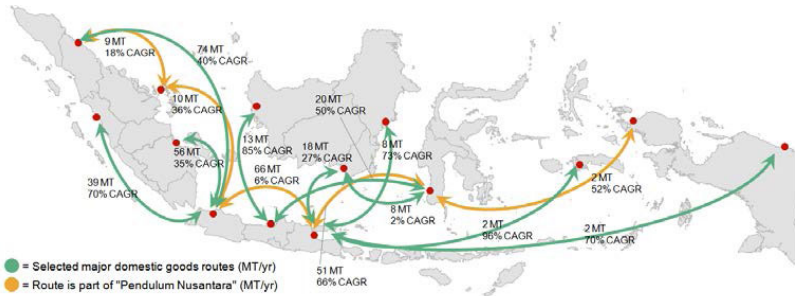 9 MT
18% CAGR
74 MT
40% CAGR
10 MT
36% CAGR
20 MT
50% CAGR
56 MT
35% CAGR
13 MT
85% CAGR
18 MT
27% CAGR
8 MT
73% CAGR
39 MT
70% CAGR
66 MT
6% CAGR
2 MT
52% CAGR
8 MT
2% CAGR
2 MT
96% CAGR
2 MT
70% CAGR
51 MT
66% CAGR
= Selected major domestic goods routes (MT/yr)
= Route is part of "Pendulum Nusantara" (MT/yr)